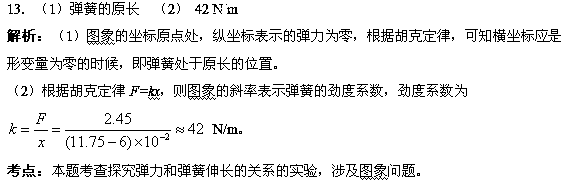 13. （1）弹簧的原长 （2） 42 N/m
解析：（1）图象的坐标原点处，纵坐标表示的弹力为零，根据胡克定律，可知横坐标应是
形变量为零的时候，即弹簧处于原长的位置。
（2）根据胡克定律 F=kx，则图象的斜率表示弹簧的劲度系数，劲度系数为
k = F/x = 2.45/((11.75−6)×10⁻²) ≈ 42 N/m。
考点：本题考查探究弹力和弹簧伸长的关系的实验，涉及图象问题。